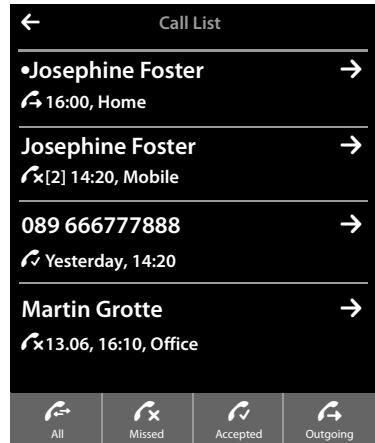 Call List
•Josephine Foster
16:00, Home
Josephine Foster
[2] 14:20, Mobile
089 666777888
Yesterday, 14:20
Martin Grotte
13.06, 16:10, Office
All Missed Accepted Outgoing